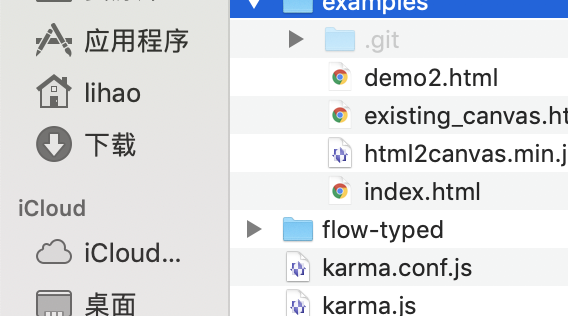 应用程序
lihao
下载
iCloud
iCloud...
桌面
examples
.git
demo2.html
existing_canvas.ht
html2canvas.min.j
index.html
flow-typed
karma.conf.js
karma.js